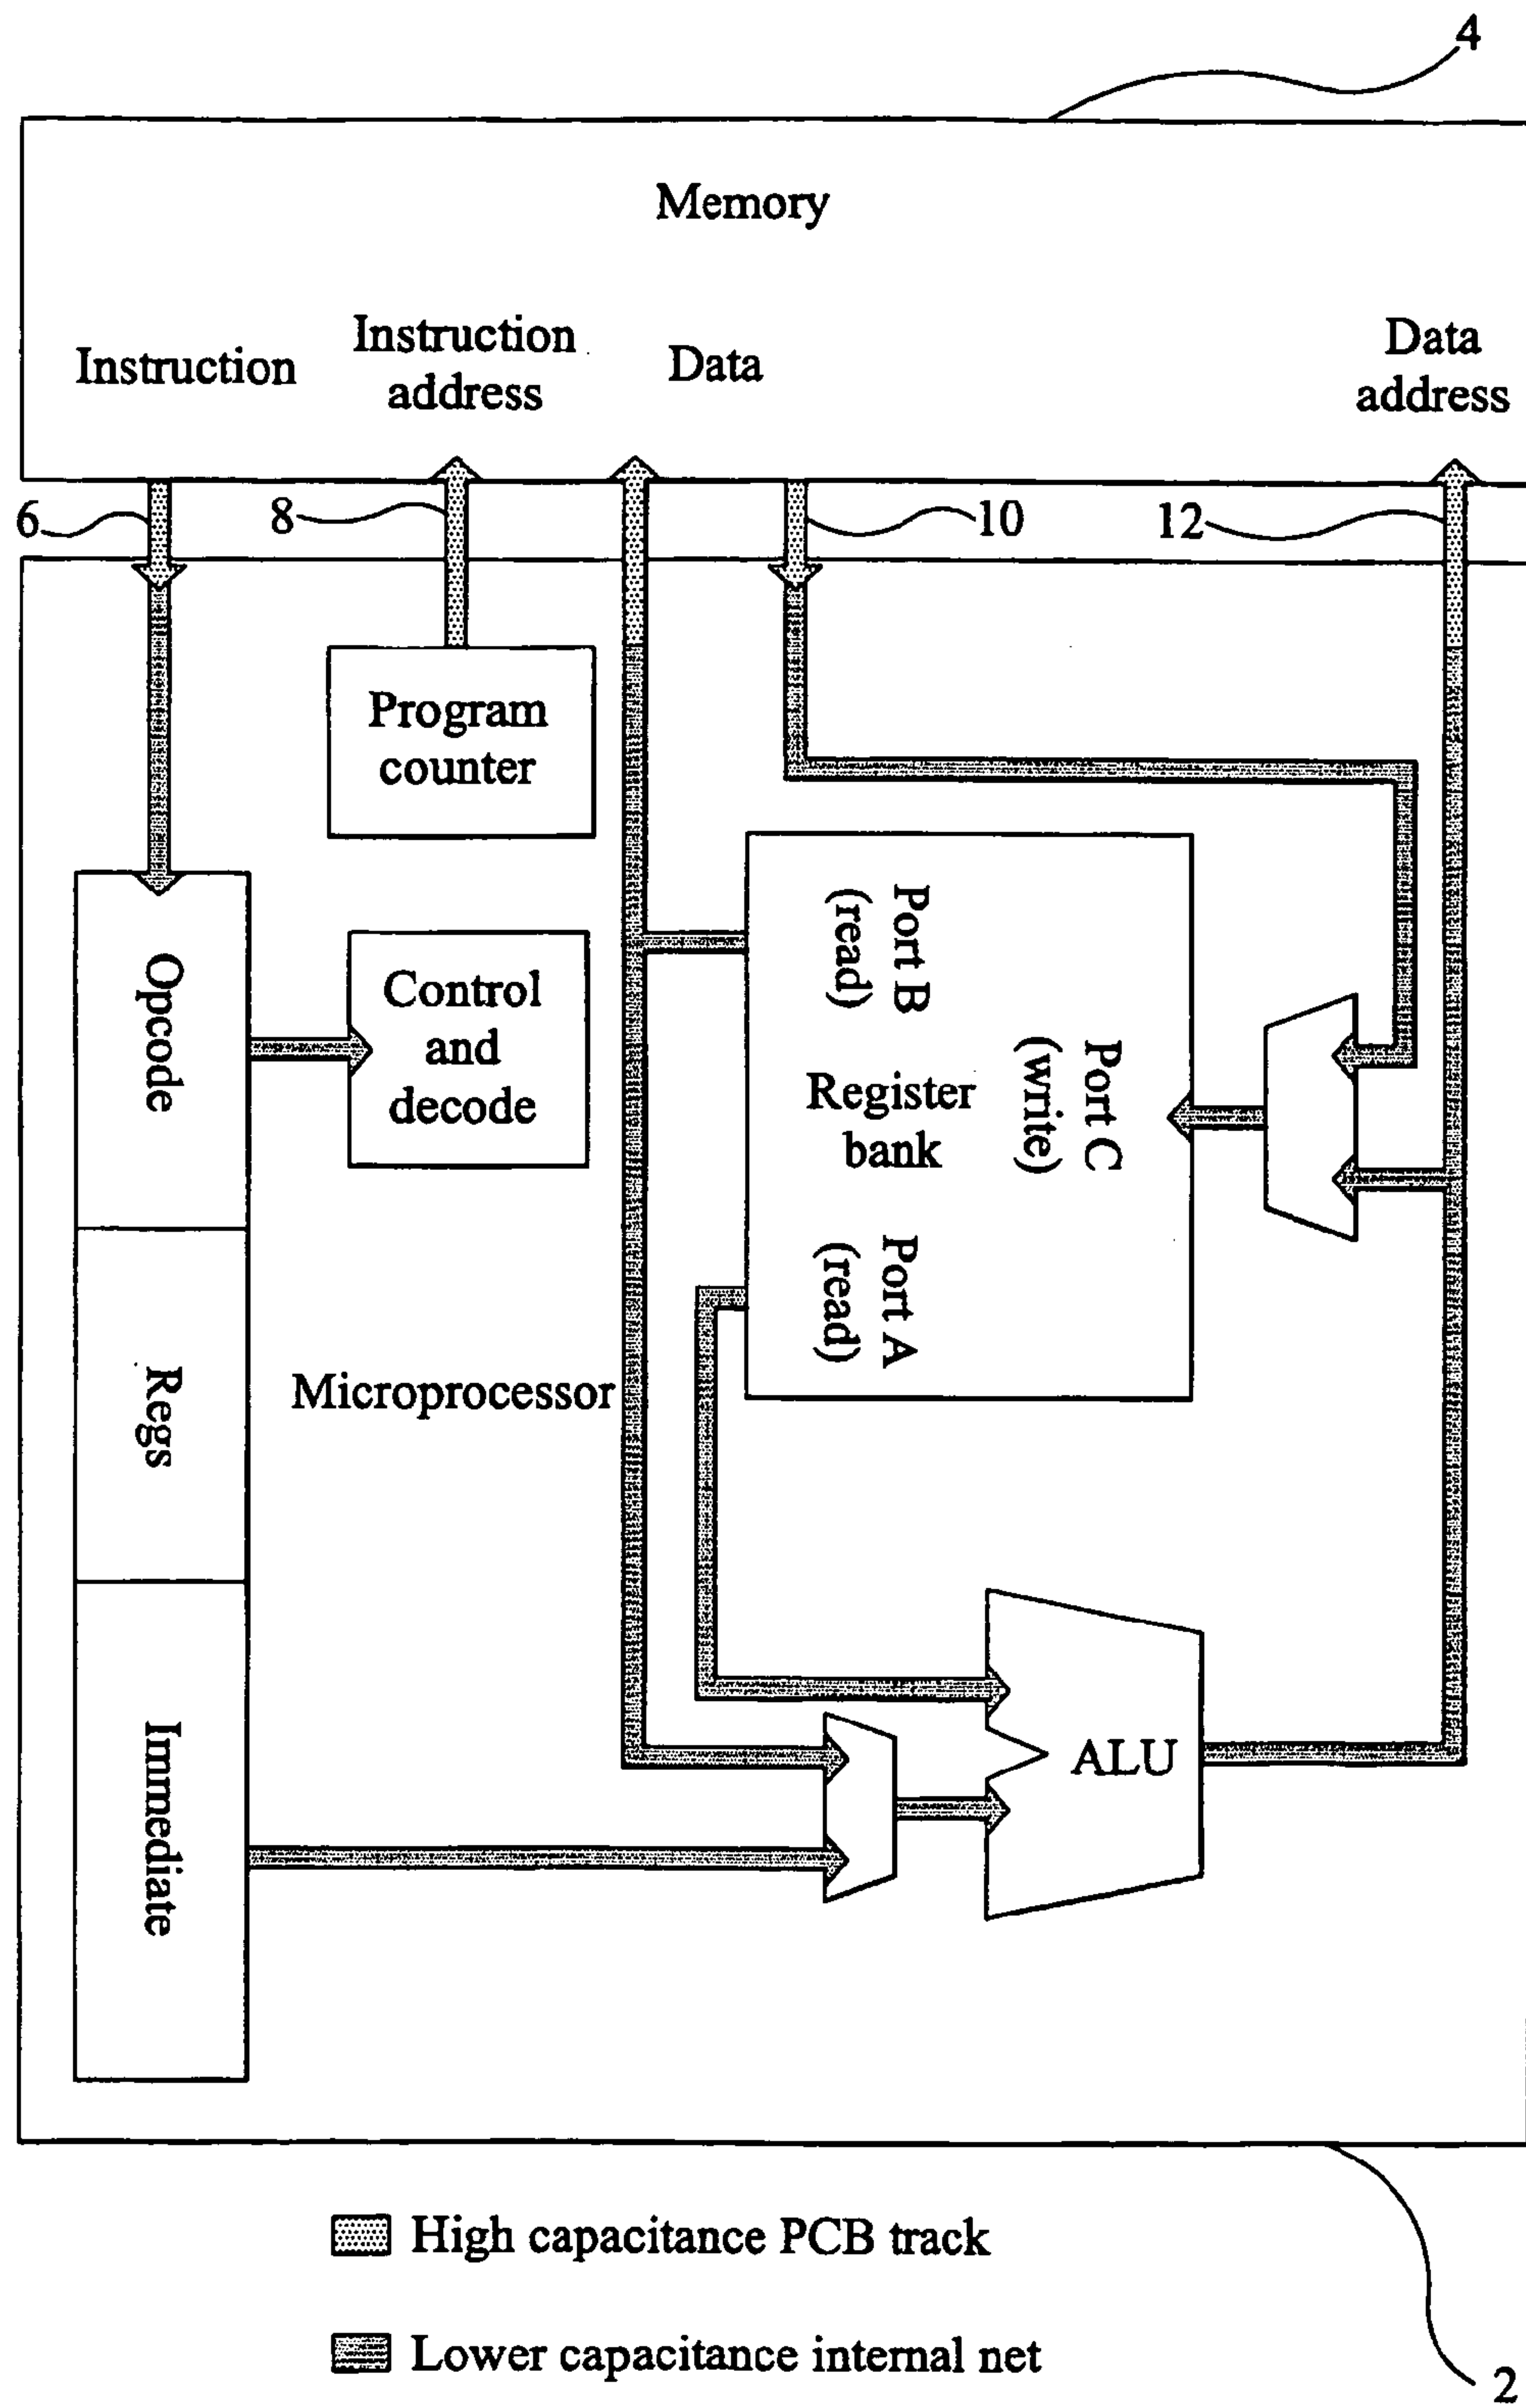 4
Memory
Instruction
Instruction
address
Data
Data
address
6
8
10
12
Program
counter
Opcode
Control
and
decode
Port B
(read)
Port C
(write)
Register
bank
Port A
(read)
Regs
Microprocessor
Immediate
ALU
High capacitance PCB track
Lower capacitance internal net
2